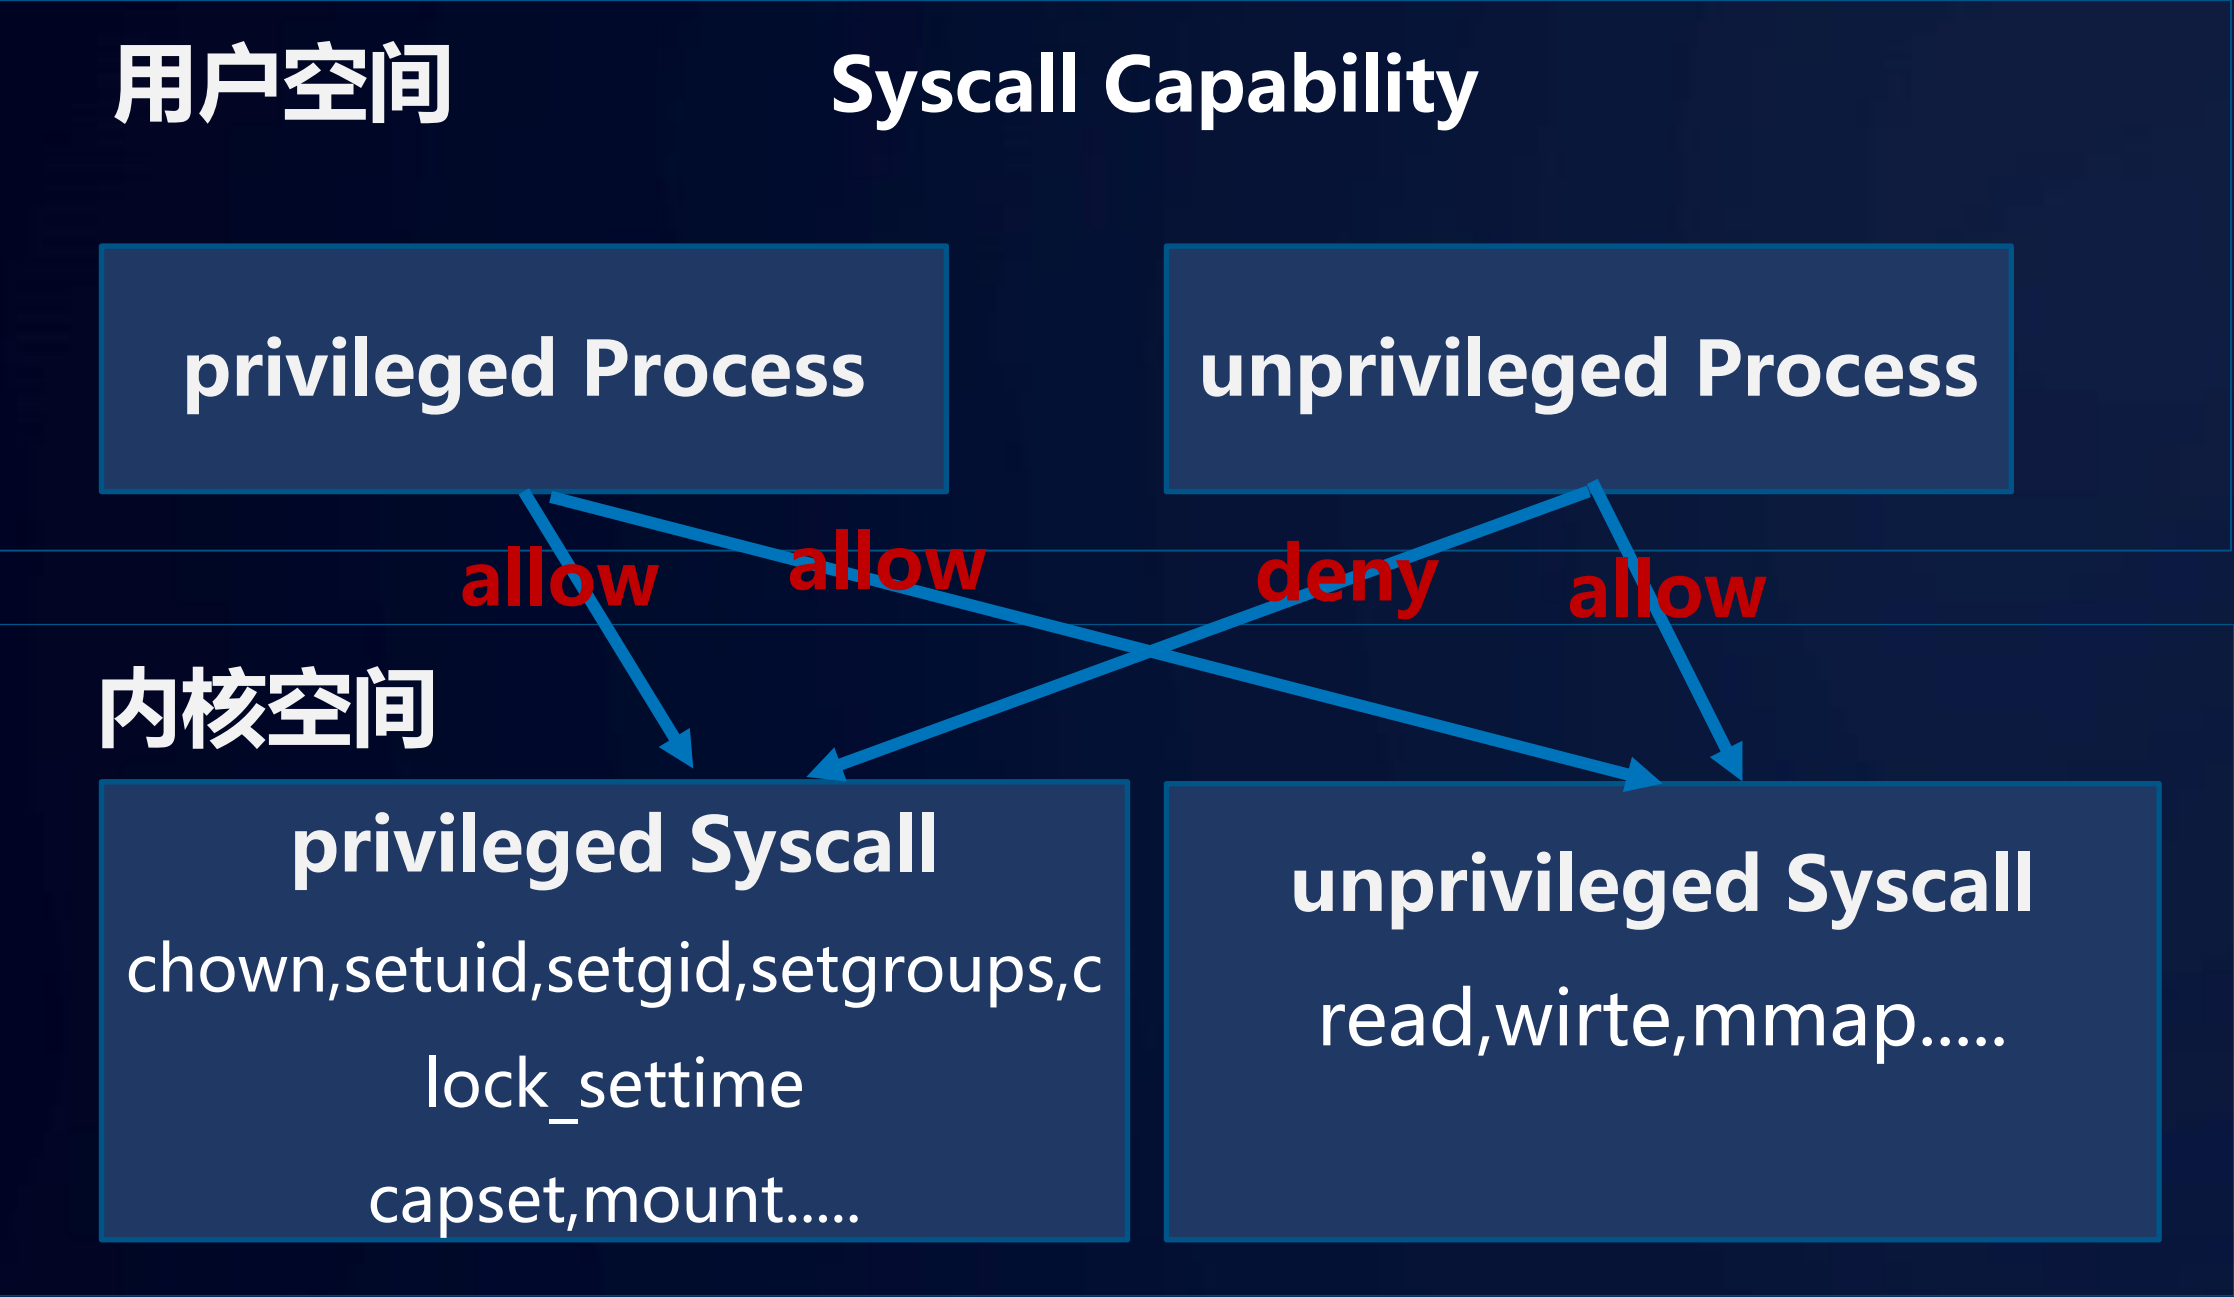 用户空间
Syscall Capability
privileged Process
unprivileged Process
allow
allow
deny
allow
内核空间
privileged Syscall
chown,setuid,setgid,setgroups,c
lock_settime
capset,mount.....
unprivileged Syscall
read,wirte,mmap.....